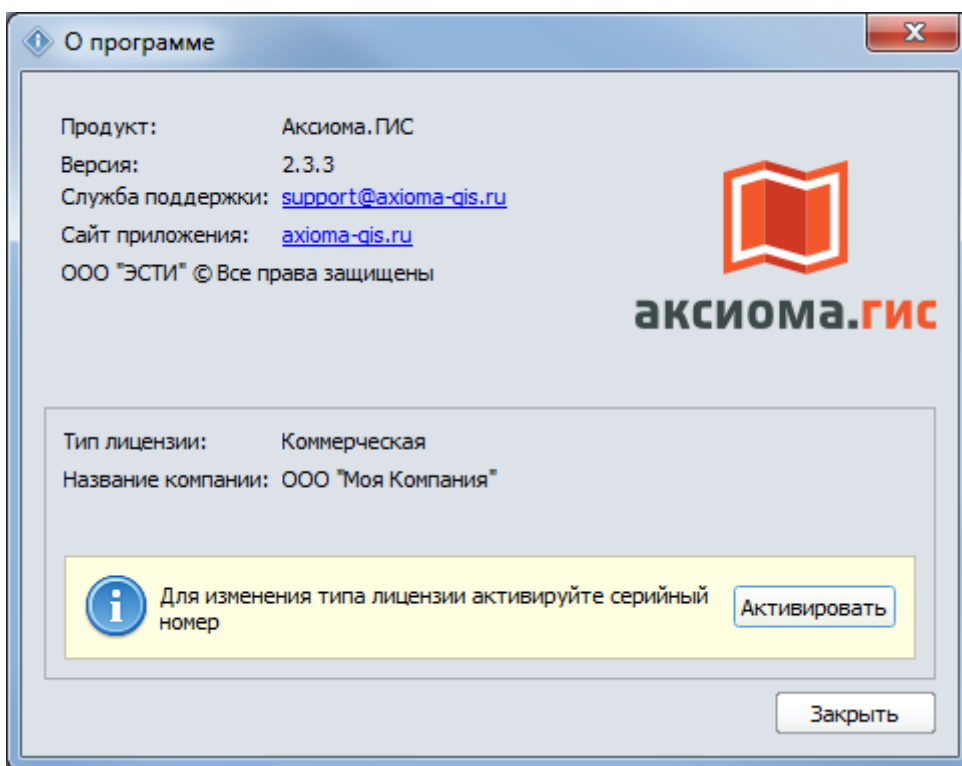 О программе
Продукт: Аксиома.ГИС
Версия: 2.3.3
Служба поддержки: support@axioma-gis.ru
Сайт приложения: axioma-gis.ru
ООО "ЭСТИ" © Все права защищены
аксиома.гис
Тип лицензии: Коммерческая
Название компании: ООО "Моя Компания"
Для изменения типа лицензии активируйте серийный
номер
Активировать
Закрыть